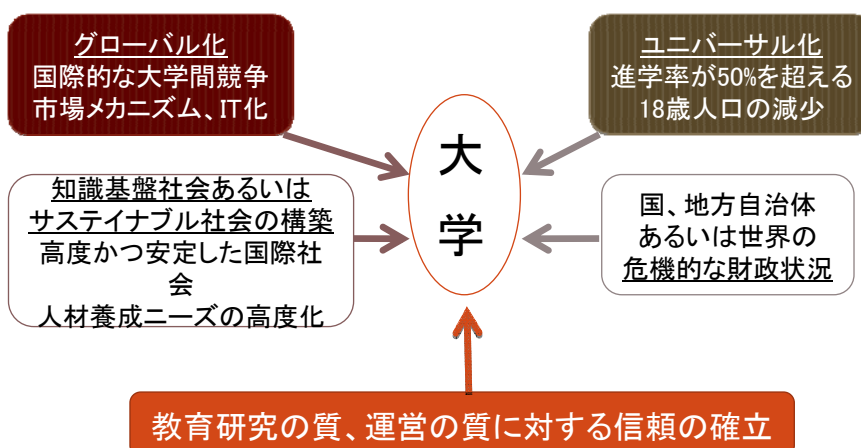 グローバル化
国際的な大学間競争
市場メカニズム、IT化
ユニバーサル化
進学率が50%を超える
18歳人口の減少
大
学
知識基盤社会あるいは
サステイナブル社会の構築
高度かつ安定した国際社
会
人材養成ニーズの高度化
国、地方自治体
あるいは世界の
危機的な財政状況
教育研究の質、運営の質に対する信頼の確立